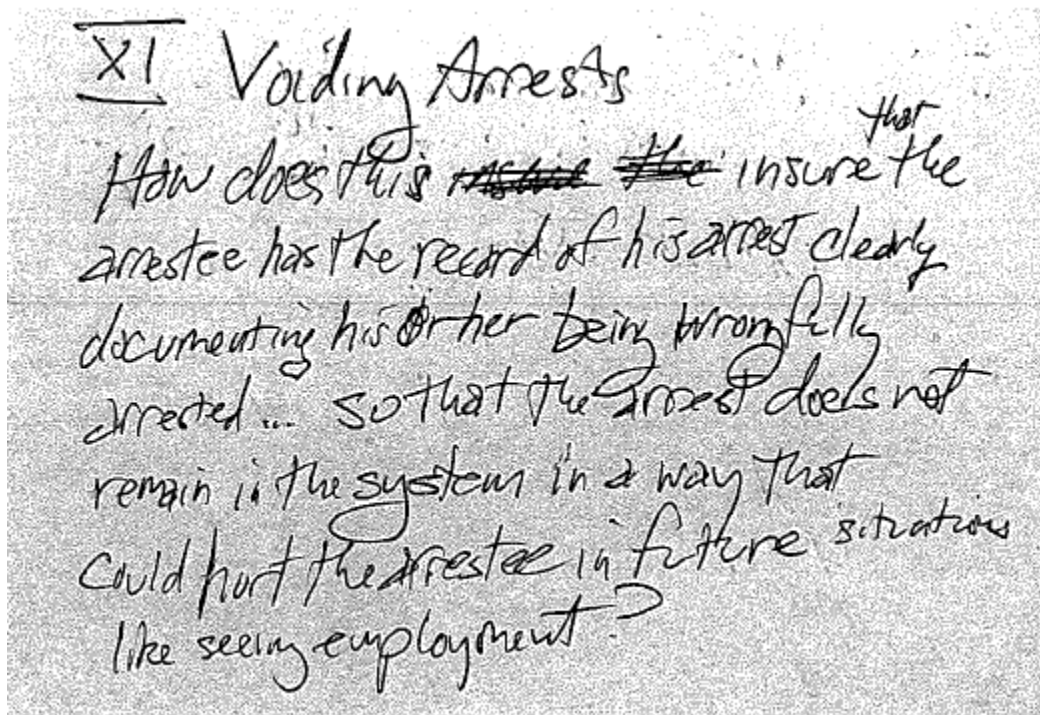 XI Voiding Arrests
How does this insure that the
arrestee has the record of his arrest clearly
documenting his or her being wrongfully
arrested... so that the arrest does not
remain in the system in a way that
could hurt the arrestee in future situations
like seeing employment?